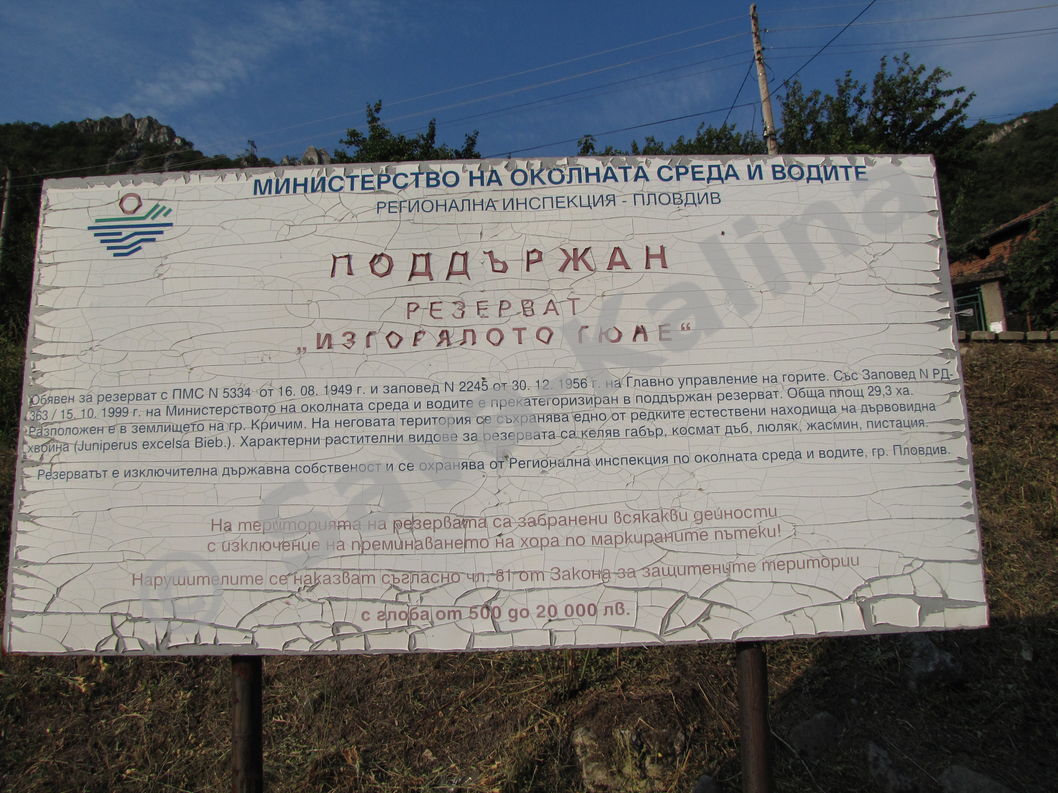 МИНИСТЕРСТВО НА ОКОЛНАТА СРЕДА И ВОДИТЕ
РЕГИОНАЛНА ИНСПЕКЦИЯ - ПЛОВДИВ
ПОДДЪРЖАН
РЕЗЕРВАТ
„ИЗГОРЯЛОТО ГЮНЕ“
Обявен за резерват с ПМС N 5334 от 16. 08. 1949 г. и заповед N 2245 от 30. 12. 1956 г. на Главно управление на горите. Със Заповед N РД-
363 / 15. 10. 1999 г. на Министерството на околната среда и водите е прекатегоризиран в поддържан резерват. Обща площ 29,3 ха.
Разположен е в землището на гр. Кричим. На неговата територия се съхранява едно от редките естествени находища на дървовидна
хвойна (Juniperus excelsa Bieb.). Характерни растителни видове за резервата са келяв габър, космат дъб, люляк, жасмин, пистация.
Резерватът е изключителна държавна собственост и се охранява от Регионална инспекция по околната среда и водите, гр. Пловдив.
На територията на резервата са забранени всякакви дейности
с изключение на преминаването на хора по маркираните пътеки!
Нарушителите се наказват съгласно чл. 81 от Закона за защитените територии
с глоба от 500 до 20 000 лв.
© Savov Kalina